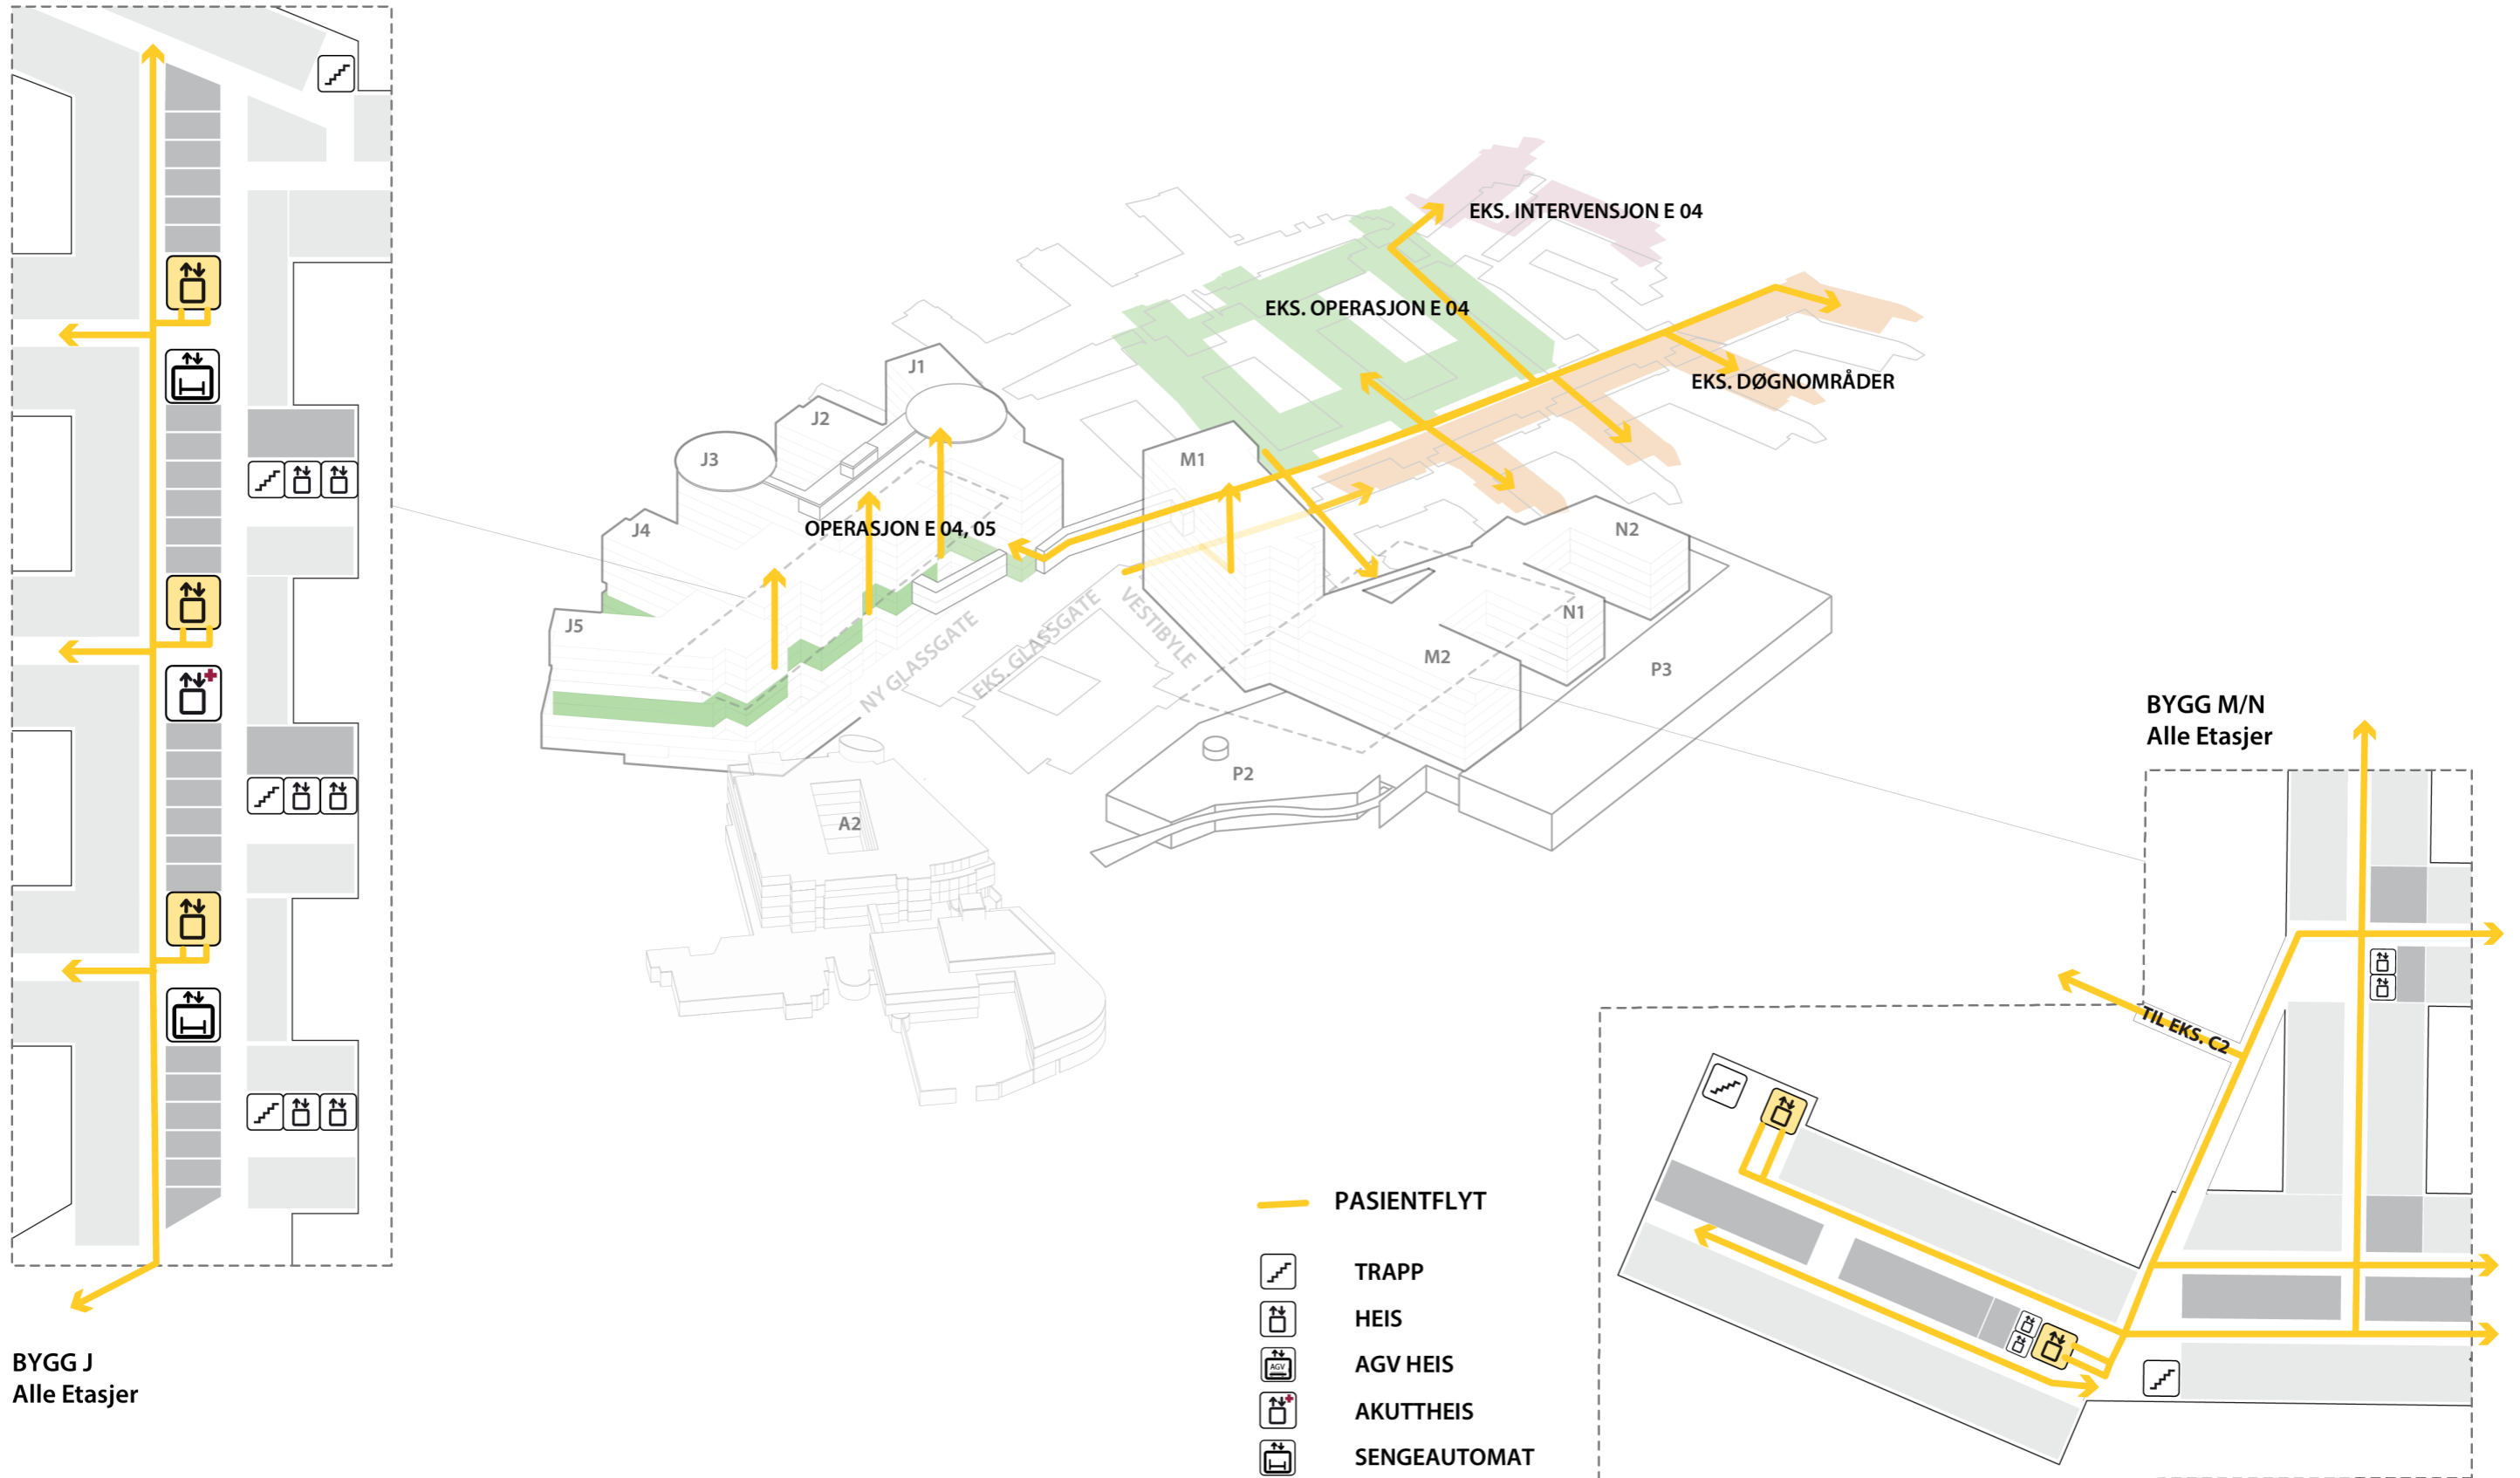 EKS. INTERVENSJON E 04
EKS. OPERASJON E 04
EKS. DØGNOMRÅDER
J1
J2
J3
J4
J5
M1
N2
OPERASJON E 04, 05
N1
M2
P3
NY GLASSGATE
EKS. GLASSGATE
VESTIBYLE
P2
A2
BYGG M/N
Alle Etasjer
TIL EKS. C2
BYGG J
Alle Etasjer
PASIENTFLYT
TRAPP
HEIS
AGV
AGV HEIS
AKUTTHEIS
SENGEAUTOMAT